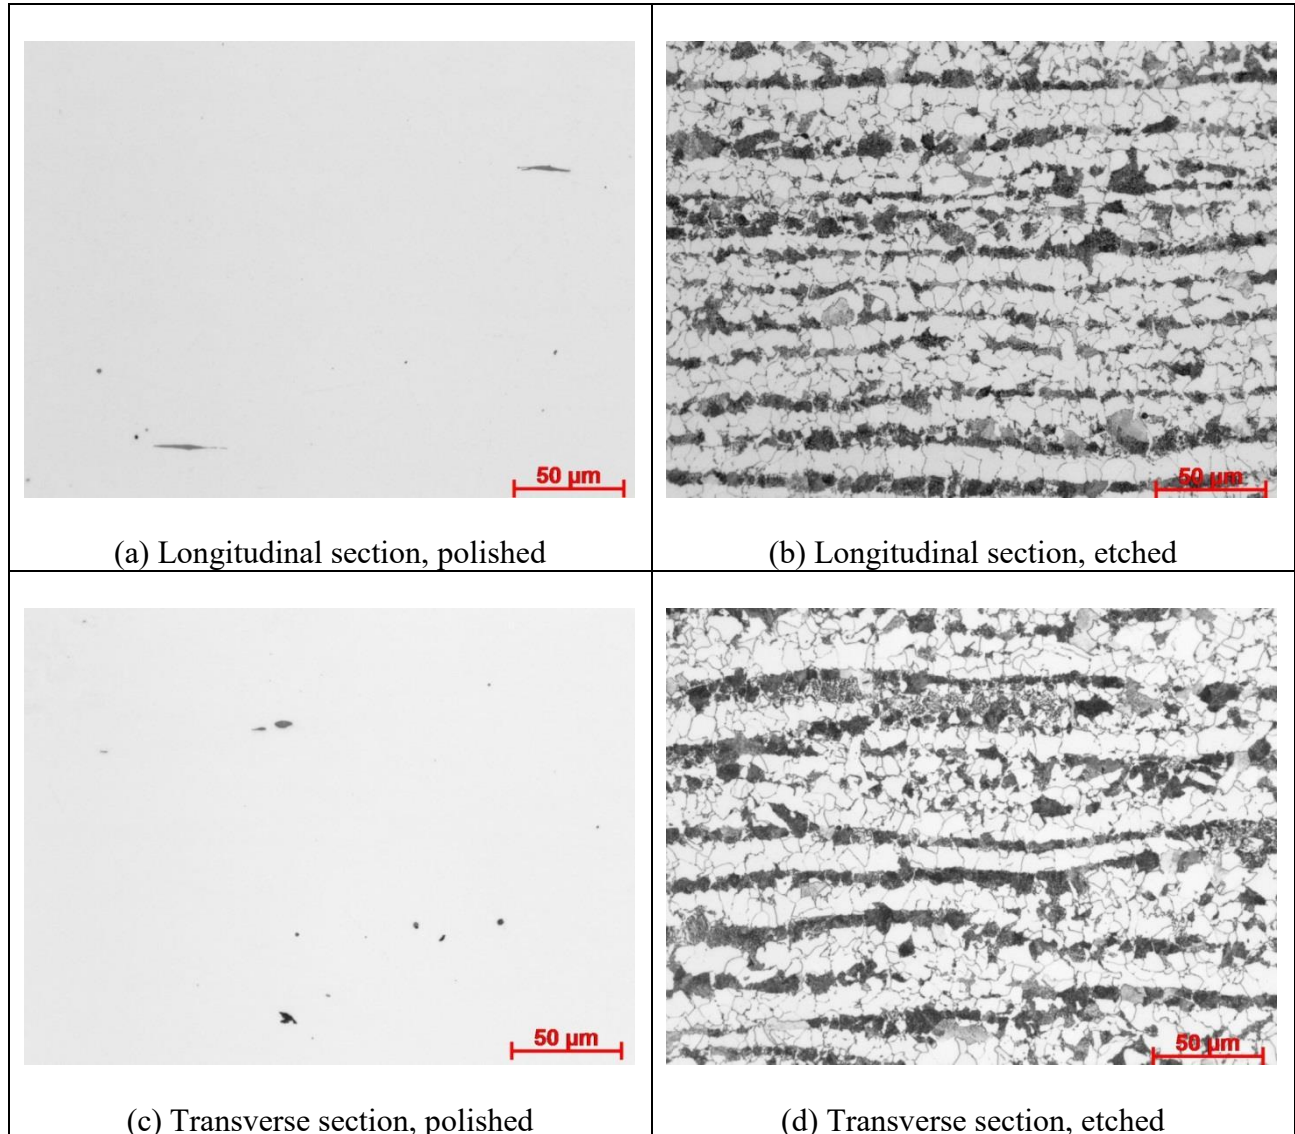 50 µm
50 µm
(a) Longitudinal section, polished
(b) Longitudinal section, etched
50 µm
50 µm
(c) Transverse section, polished
(d) Transverse section, etched